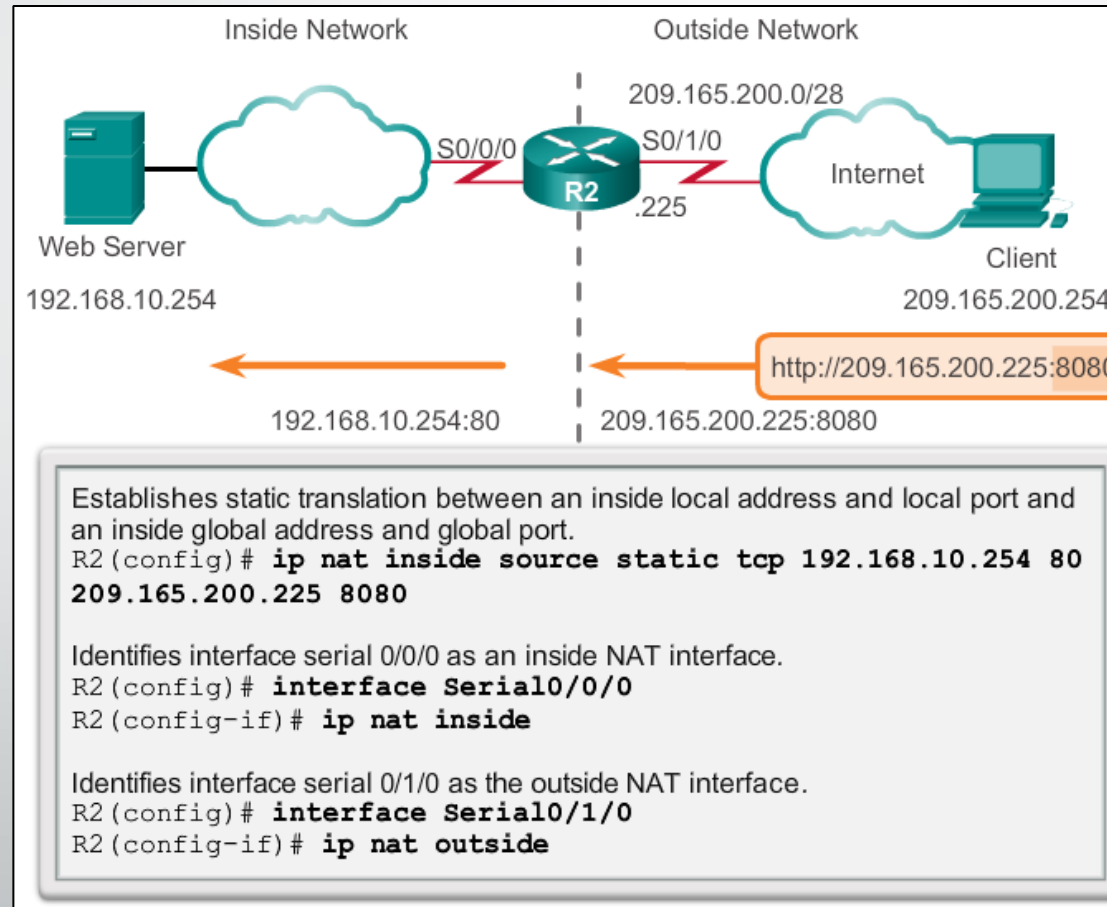 Inside Network
Outside Network
209.165.200.0/28
S0/0/0
S0/1/0
R2
.225
Internet
Web Server
Client
192.168.10.254
209.165.200.254
http://209.165.200.225:8080
192.168.10.254:80
209.165.200.225:8080
Establishes static translation between an inside local address and local port and
an inside global address and global port.
R2(config)# ip nat inside source static tcp 192.168.10.254 80
209.165.200.225 8080
Identifies interface serial 0/0/0 as an inside NAT interface.
R2(config)# interface Serial0/0/0
R2(config-if)# ip nat inside
Identifies interface serial 0/1/0 as the outside NAT interface.
R2(config)# interface Serial0/1/0
R2(config-if)# ip nat outside